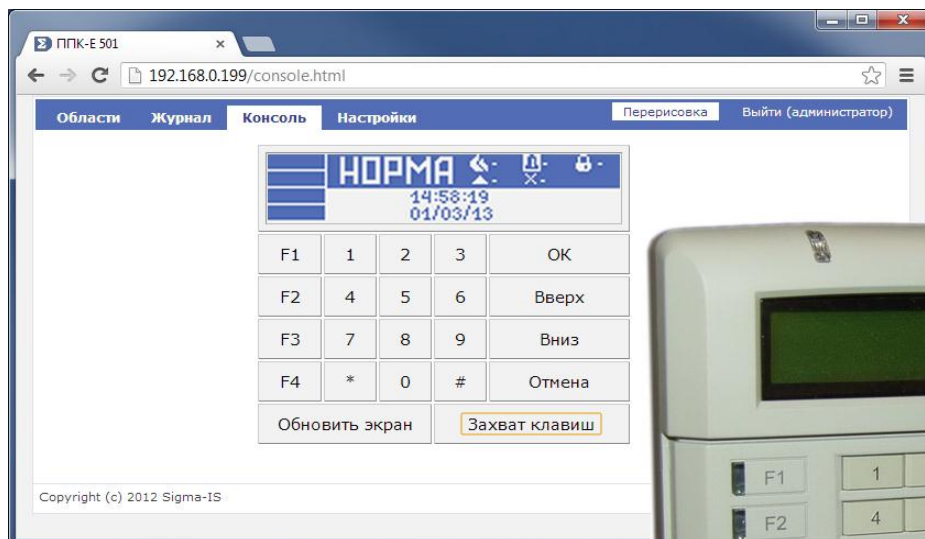 ППК-Е 501
192.168.0.199/console.html
Области Журнал Консоль Настройки Перерисовка Выйти (администратор)
НОРМА
14:58:19
01/03/13
F1 1 2 3 OK
F2 4 5 6 Вверх
F3 7 8 9 Вниз
F4 * 0 # Отмена
Обновить экран Захват клавиш
Copyright (c) 2012 Sigma-IS
F1 1
F2 4